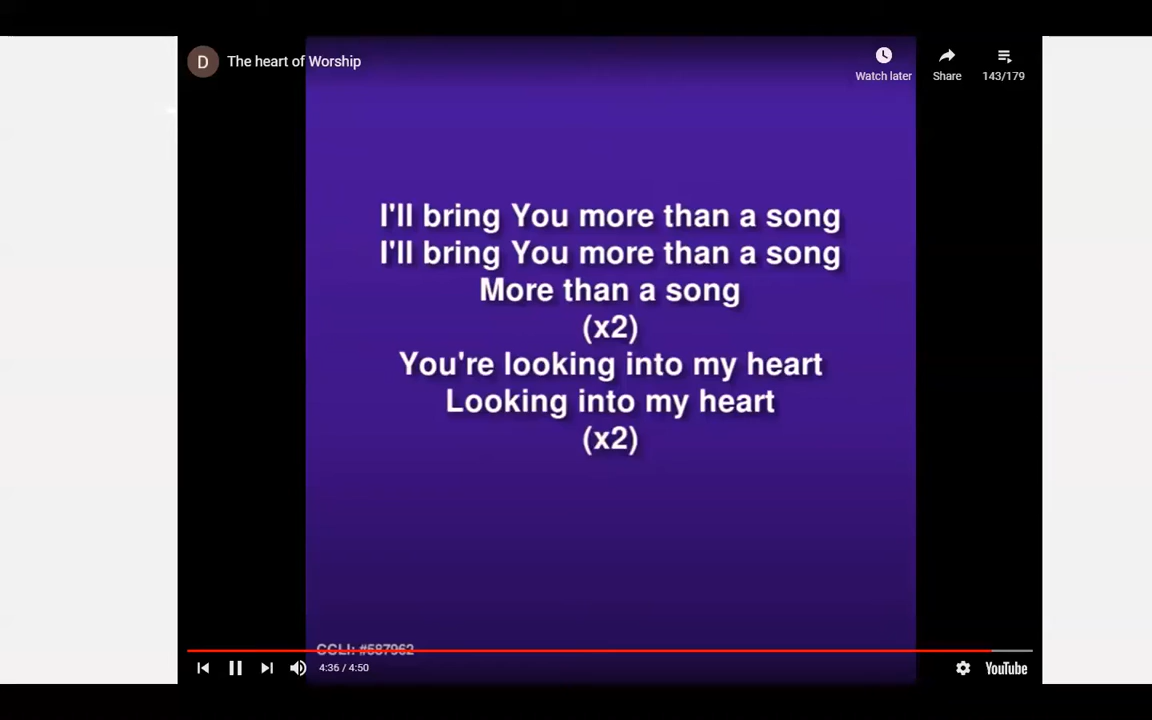 D
The heart of Worship
Watch later
Share
143/179
I'll bring You more than a song
I'll bring You more than a song
More than a song
(x2)
You're looking into my heart
Looking into my heart
(x2)
CCLI: #587962
4:36 / 4:50
YouTube